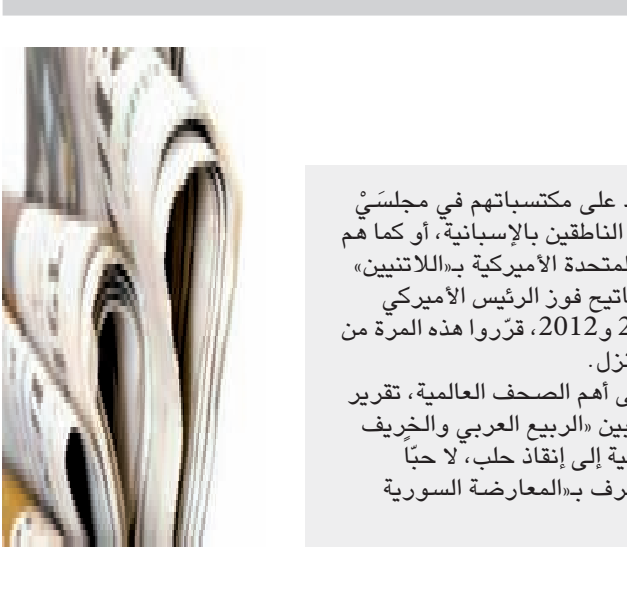 على مكتسباتهم في مجلسَيْ
الناطقين بالإسبانية، أو كما هم
لمتحدة الأميركية بـ«اللاتنيين»
اتيح فوز الرئيس الأميركي
2 و2012، قرّروا هذه المرة من
نزل.
ى أهم الصحف العالمية، تقرير
بين «الربيع العربي والخريف
ية إلى إنقاذ حلب، لا حبّاً
رف بـ«المعارضة السورية